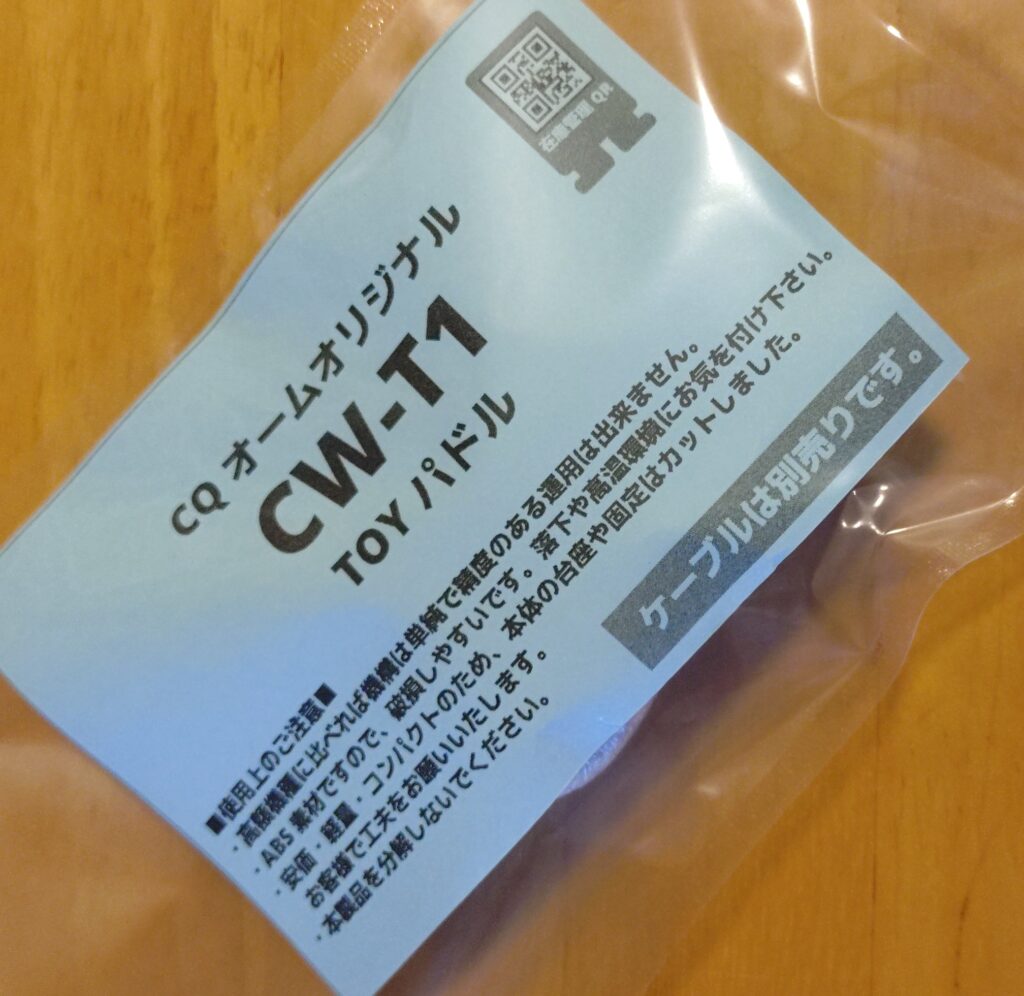 在庫管理 QR
CQ オームオリジナル
CW-T1
TOY パドル
■使用上のご注意■
・高額機種に比べれば機構は単純で精度のある運用は出来ません。
・ABS 素材ですので、破損しやすいです。落下や高温環境にお気を付け下さい。
・安価・軽量・コンパクトのため、本体の台座や固定はカットしました。
お客様で工夫をお願いいたします。
・本製品を分解しないでください。
ケーブルは別売りです。